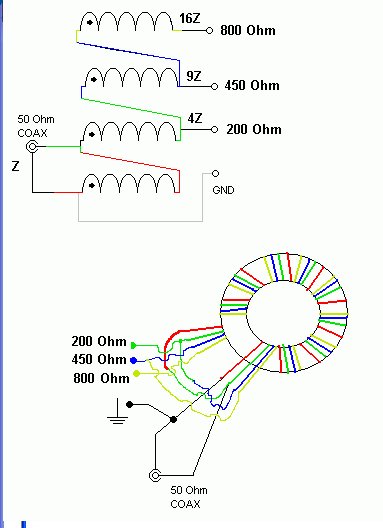 16Z
800 Ohm
9Z
450 Ohm
4Z
200 Ohm
50 Ohm
COAX
Z
GND
200 Ohm
450 Ohm
800 Ohm
50 Ohm
COAX